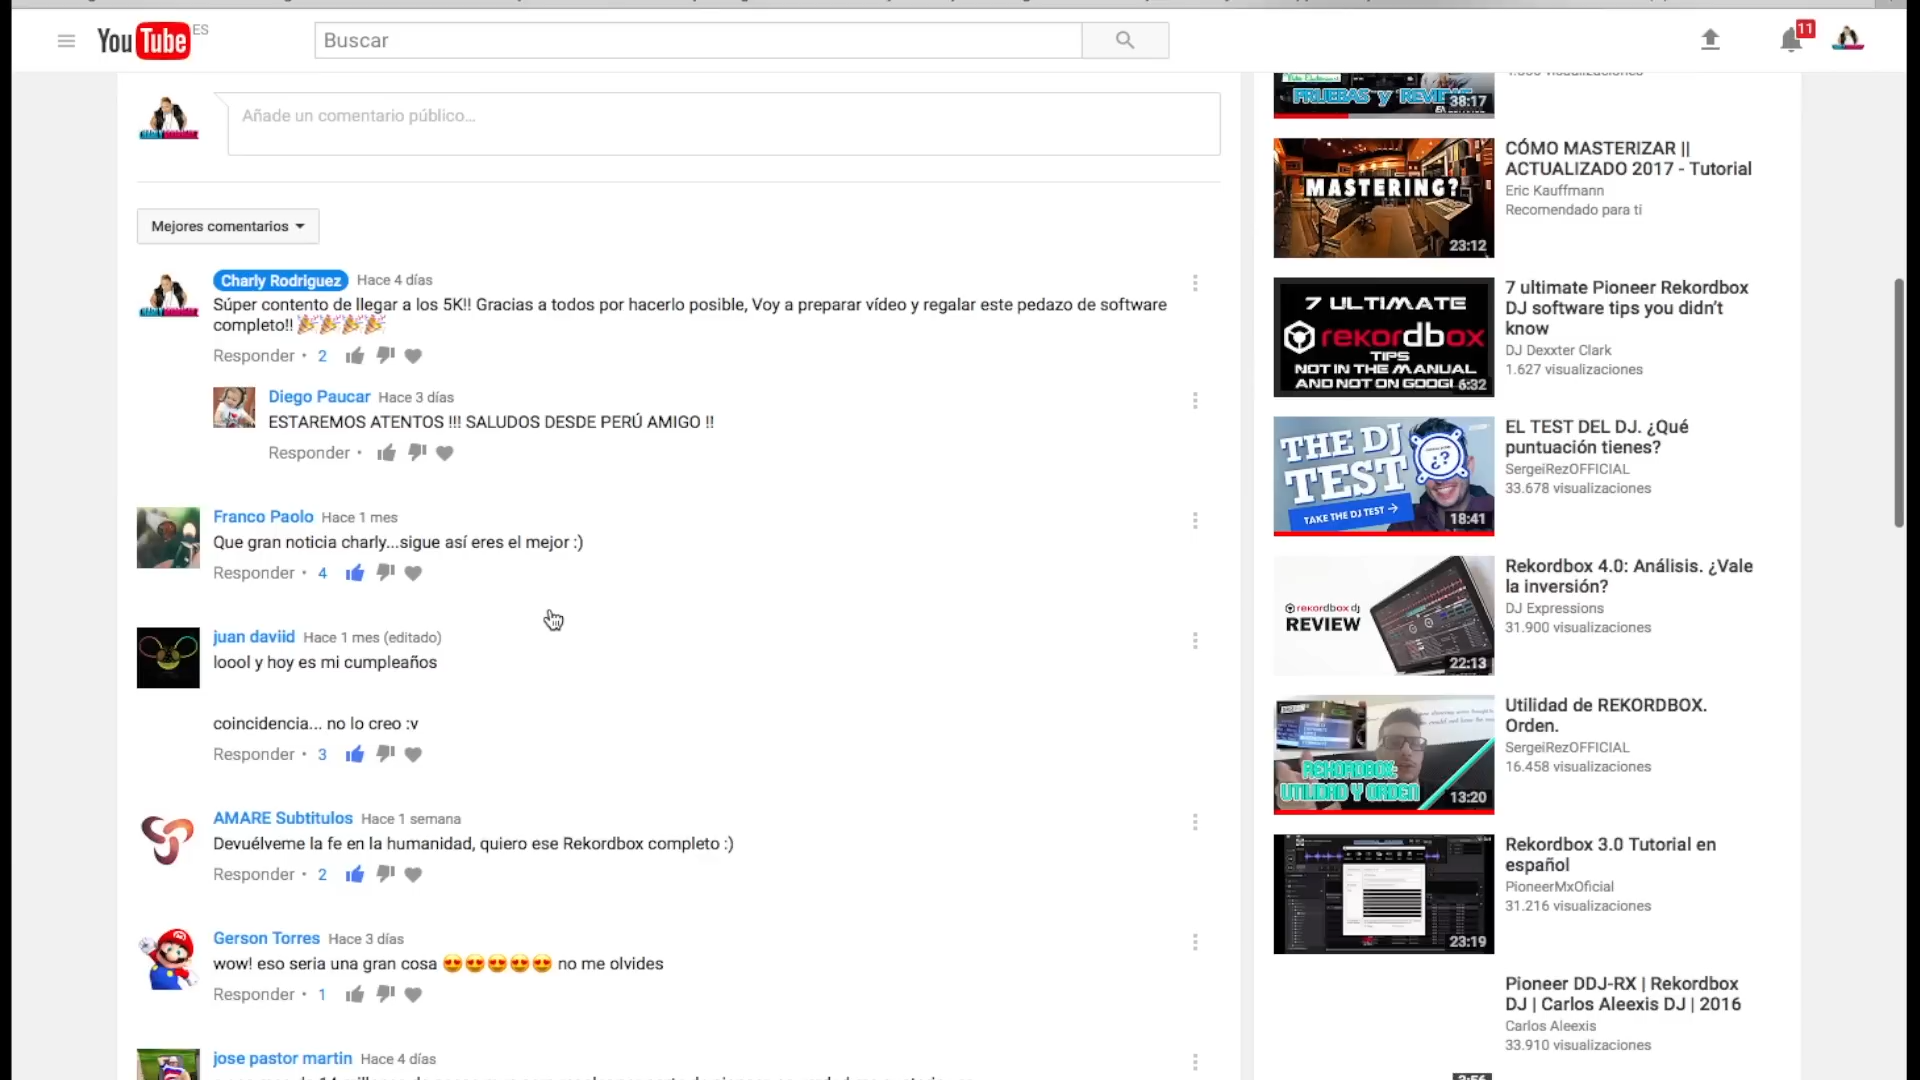 YouTube ES
Buscar
11
Añade un comentario público...
Mejores comentarios
Charly Rodriguez Hace 4 días
Súper contento de llegar a los 5K!! Gracias a todos por hacerlo posible, Voy a preparar vídeo y regalar este pedazo de software
completo!! 🎉🎉🎉🎉
Responder • 2
Diego Paucar Hace 3 días
ESTAREMOS ATENTOS !!! SALUDOS DESDE PERÚ AMIGO !!
Responder •
Franco Paolo Hace 1 mes
Que gran noticia charly...sigue así eres el mejor :)
Responder • 4
juan daviid Hace 1 mes (editado)
loool y hoy es mi cumpleaños
coincidencia... no lo creo :v
Responder • 3
AMARE Subtitulos Hace 1 semana
Devuélveme la fe en la humanidad, quiero ese Rekordbox completo :)
Responder • 2
Gerson Torres Hace 3 días
wow! eso seria una gran cosa 😍😍😍😍😍 no me olvides
Responder • 1
jose pastor martin Hace 4 días
visualizaciones
PRUEBAS y REVIEW
38:17
MASTERING?
23:12
CÓMO MASTERIZAR ||
ACTUALIZADO 2017 - Tutorial
Eric Kauffmann
Recomendado para ti
7 ULTIMATE
rekordbox
TIPS
NOT IN THE MANUAL
AND NOT ON GOOGL
6:32
7 ultimate Pioneer Rekordbox
DJ software tips you didn't
know
DJ Dexxter Clark
1.627 visualizaciones
THE DJ
TEST
¿?
TAKE THE DJ TEST →
18:41
EL TEST DEL DJ. ¿Qué
puntuación tienes?
SergeiRezOFFICIAL
33.678 visualizaciones
rekordbox dj
REVIEW
22:13
Rekordbox 4.0: Análisis. ¿Vale
la inversión?
DJ Expressions
31.900 visualizaciones
REKORDBOX:
UTILIDAD Y ORDEN
13:20
Utilidad de REKORDBOX.
Orden.
SergeiRezOFFICIAL
16.458 visualizaciones
23:19
Rekordbox 3.0 Tutorial en
español
PioneerMxOficial
31.216 visualizaciones
Pioneer DDJ-RX | Rekordbox
DJ | Carlos Aleexis DJ | 2016
Carlos Aleexis
33.910 visualizaciones